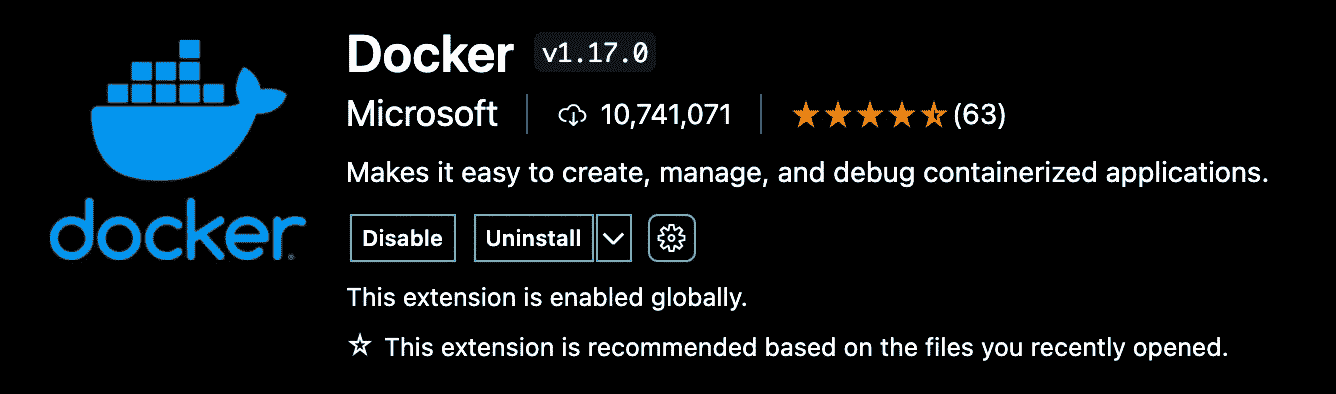 docker
Docker v1.17.0
Microsoft 10,741,071 (63)
Makes it easy to create, manage, and debug containerized applications.
Disable Uninstall
This extension is enabled globally.
This extension is recommended based on the files you recently opened.